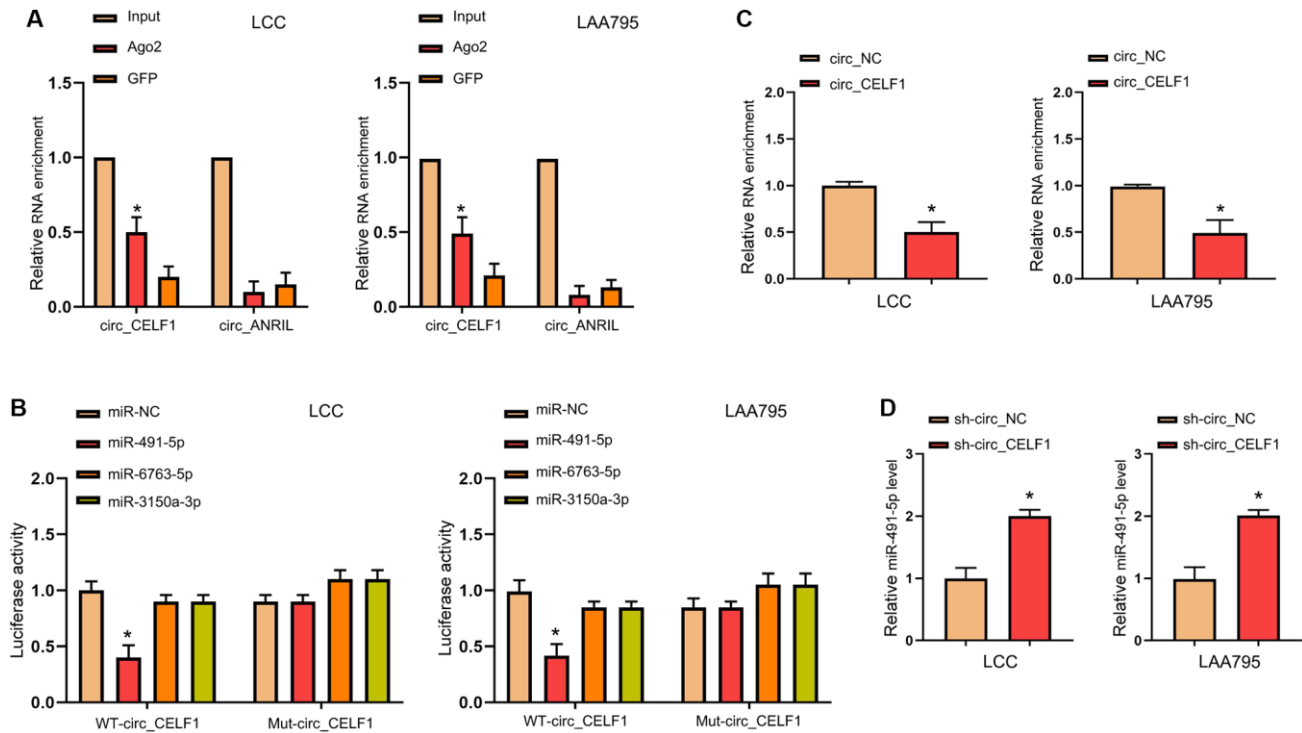 A
Input
Ago2
GFP
LCC
Relative RNA enrichment
1.5
1.0
0.5
0.0
*
circ_CELF1
circ_ANRIL
Input
Ago2
GFP
LAA795
Relative RNA enrichment
1.5
1.0
0.5
0.0
*
circ_CELF1
circ_ANRIL
C
circ_NC
circ_CELF1
Relative RNA enrichment
2.0
1.5
1.0
0.5
0.0
*
LCC
circ_NC
circ_CELF1
Relative RNA enrichment
2.0
1.5
1.0
0.5
0.0
*
LAA795
B
miR-NC
miR-491-5p
miR-6763-5p
miR-3150a-3p
LCC
Luciferase activity
2.0
1.5
1.0
0.5
0.0
*
WT-circ_CELF1
Mut-circ_CELF1
miR-NC
miR-491-5p
miR-6763-5p
miR-3150a-3p
LAA795
Luciferase activity
2.0
1.5
1.0
0.5
0.0
*
WT-circ_CELF1
Mut-circ_CELF1
D
sh-circ_NC
sh-circ_CELF1
Relative miR-491-5p level
3
2
1
0
*
LCC
sh-circ_NC
sh-circ_CELF1
Relative miR-491-5p level
3
2
1
0
*
LAA795